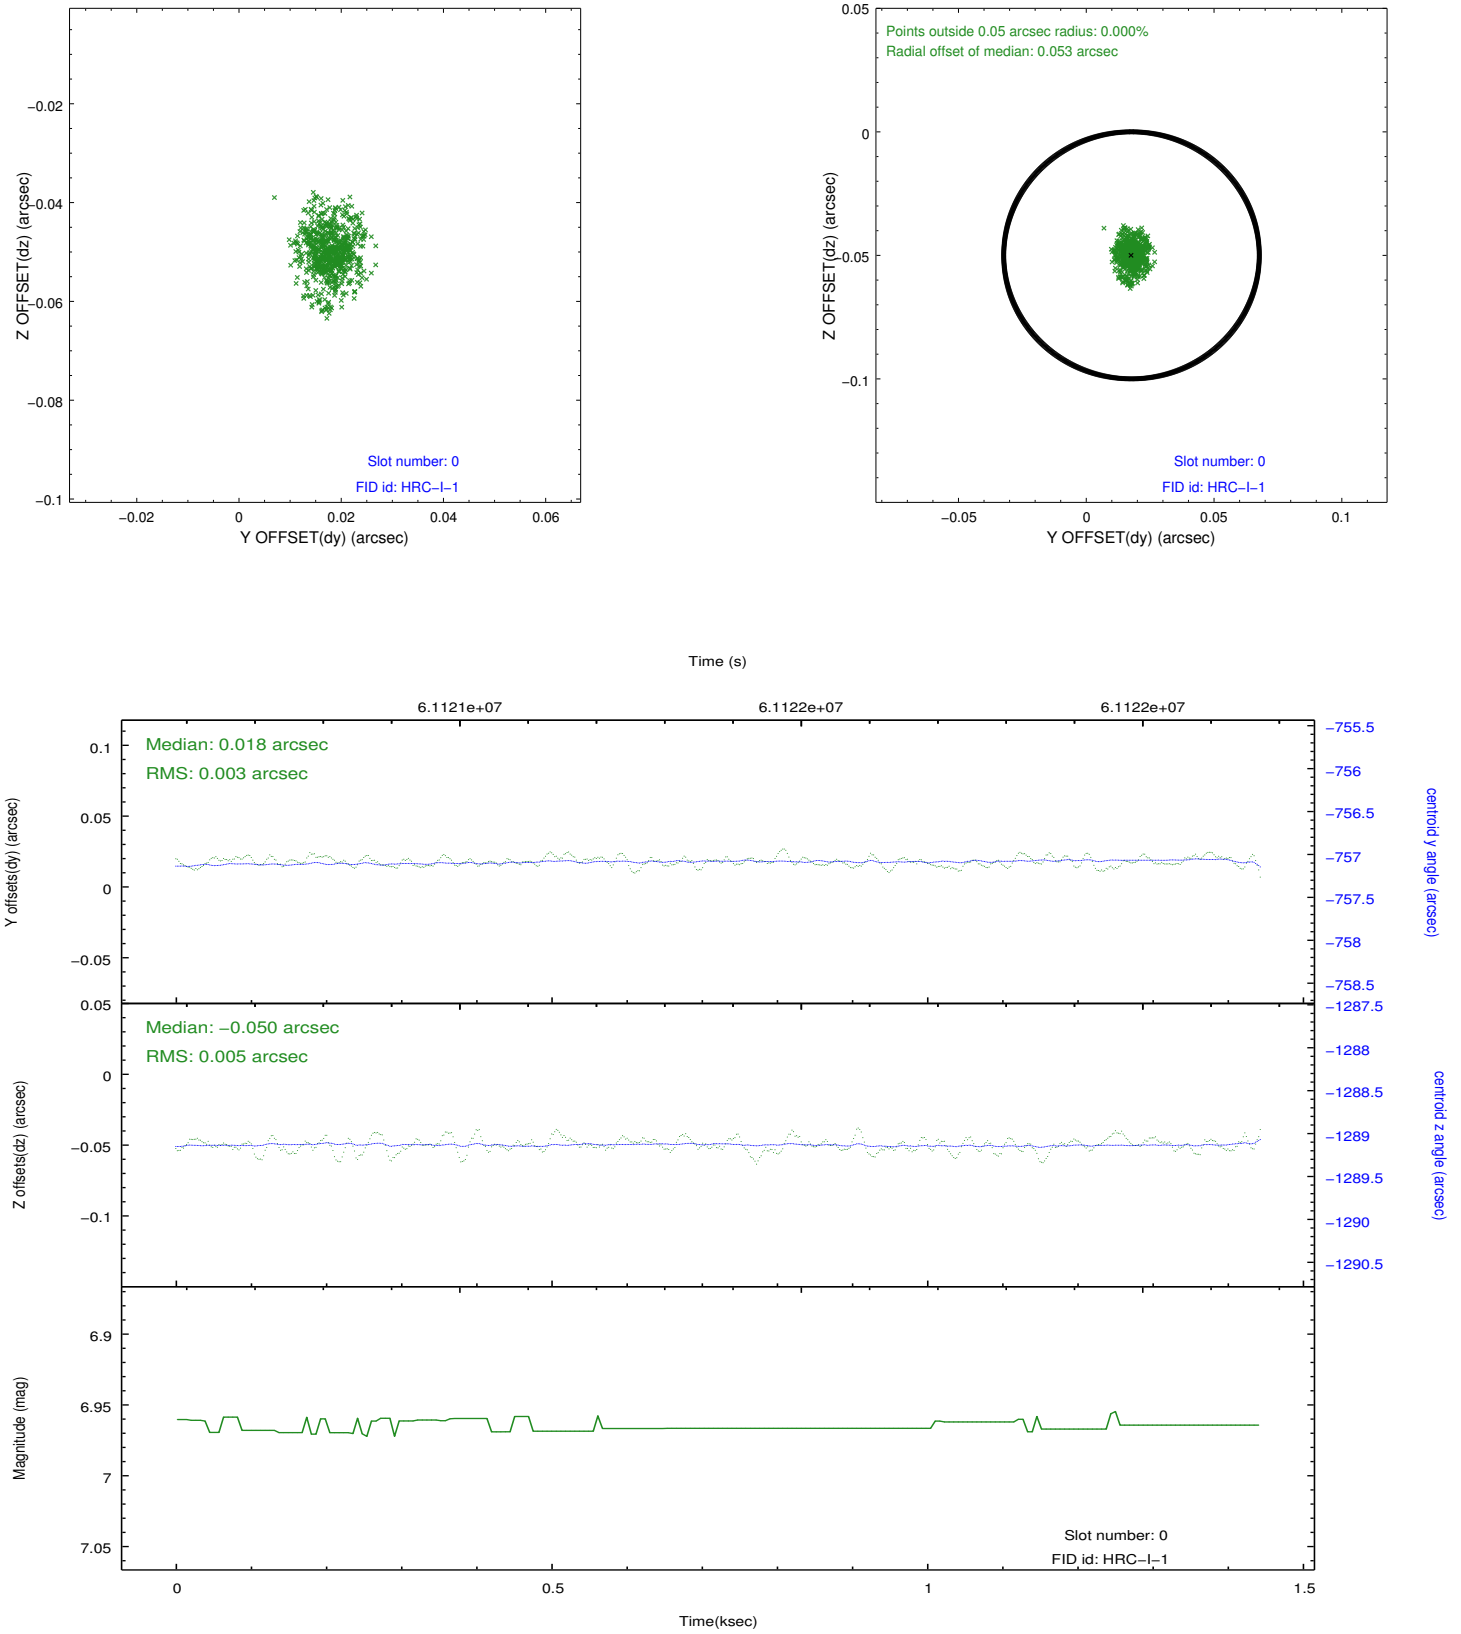 −0.02
−0.04
−0.06
−0.08
−0.1
Z OFFSET(dz) (arcsec)
Slot number: 0
FID id: HRC−I−1
−0.02 0 0.02 0.04 0.06
Y OFFSET(dy) (arcsec)
0.05
0
−0.05
−0.1
Z OFFSET(dz) (arcsec)
Points outside 0.05 arcsec radius: 0.000%
Radial offset of median: 0.053 arcsec
Slot number: 0
FID id: HRC−I−1
−0.05 0 0.05 0.1
Y OFFSET(dy) (arcsec)
Time (s)
6.1121e+07 6.1122e+07 6.1122e+07
Median: 0.018 arcsec
RMS: 0.003 arcsec
0.1
0.05
0
−0.05
Y offsets(dy) (arcsec)
−755.5
−756
−756.5
−757
−757.5
−758
−758.5
centroid y angle (arcsec)
Median: −0.050 arcsec
RMS: 0.005 arcsec
0.05
0
−0.05
−0.1
Z offsets(dz) (arcsec)
−1287.5
−1288
−1288.5
−1289
−1289.5
−1290
−1290.5
centroid z angle (arcsec)
6.9
6.95
7
7.05
Magnitude (mag)
Slot number: 0
FID id: HRC−I−1
0 0.5 1 1.5
Time(ksec)